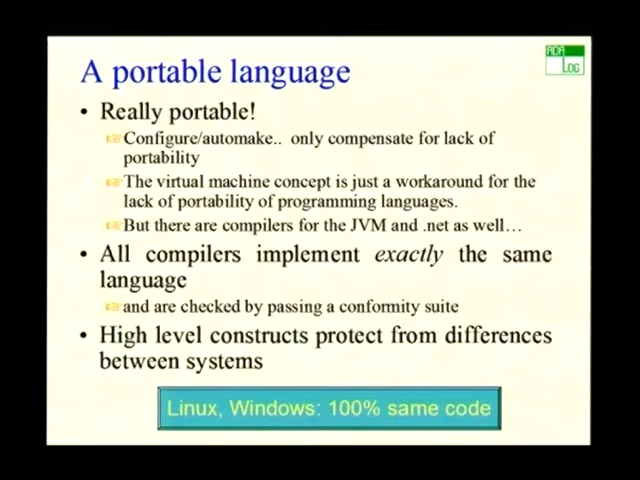 A portable language
ADA
LOG
• Really portable!
☞Configure/automake.. only compensate for lack of
portability
☞The virtual machine concept is just a workaround for the
lack of portability of programming languages.
☞But there are compilers for the JVM and .net as well…
• All compilers implement exactly the same
language
☞and are checked by passing a conformity suite
• High level constructs protect from differences
between systems
Linux, Windows: 100% same code